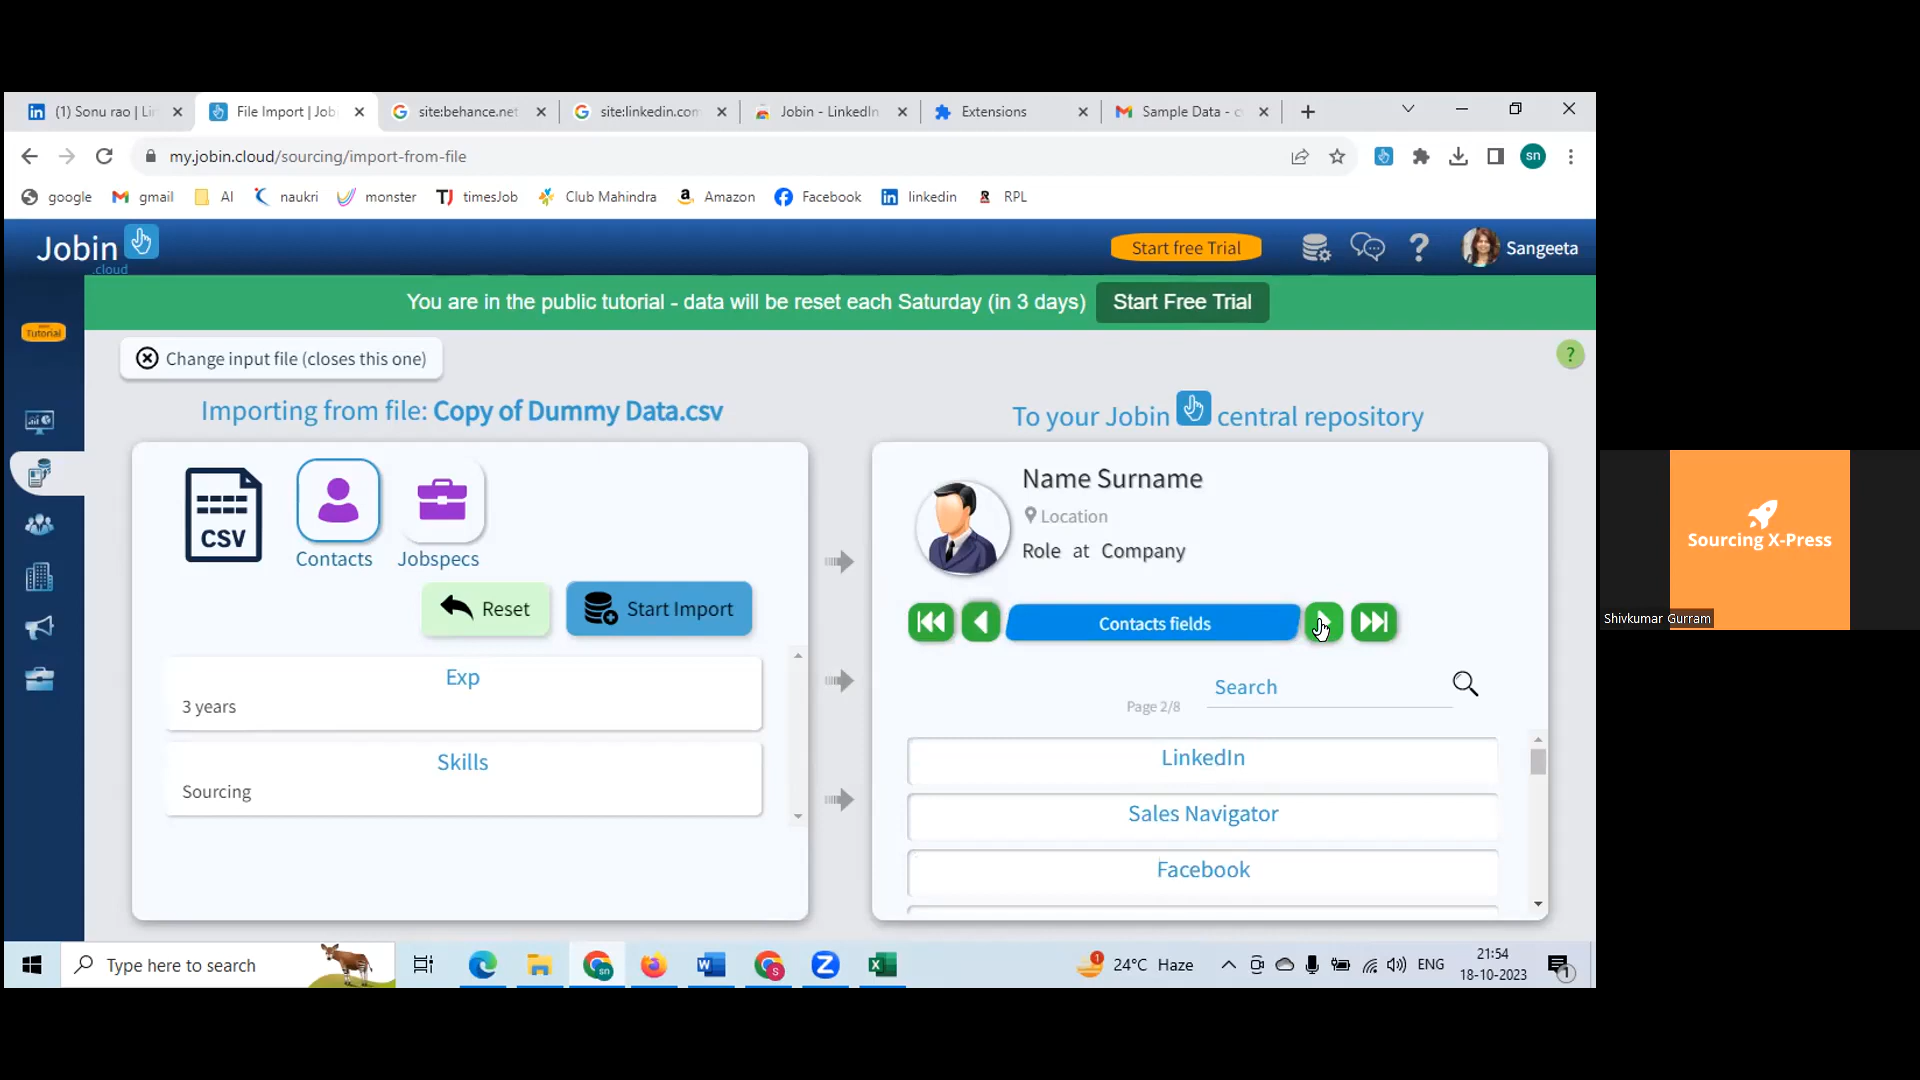 (1) Sonu rao | Lin
File Import | Job
site:behance.net
site:linkedin.com
Jobin - LinkedIn
Extensions
Sample Data - c
my.jobin.cloud/sourcing/import-from-file
sn
google
gmail
AI
naukri
monster
TJ timesJob
Club Mahindra
Amazon
Facebook
linkedin
RPL
Jobin
.cloud
Start free Trial
Sangeeta
You are in the public tutorial - data will be reset each Saturday (in 3 days)
Start Free Trial
Tutorial
Change input file (closes this one)
?
Importing from file: Copy of Dummy Data.csv
To your Jobin central repository
CSV
Contacts
Jobspecs
Reset
Start Import
Exp
3 years
Skills
Sourcing
Name Surname
Location
Role at Company
Contacts fields
Search
Page 2/8
LinkedIn
Sales Navigator
Facebook
Sourcing X-Press
Shivkumar Gurram
Type here to search
24°C Haze
ENG
21:54
18-10-2023
1